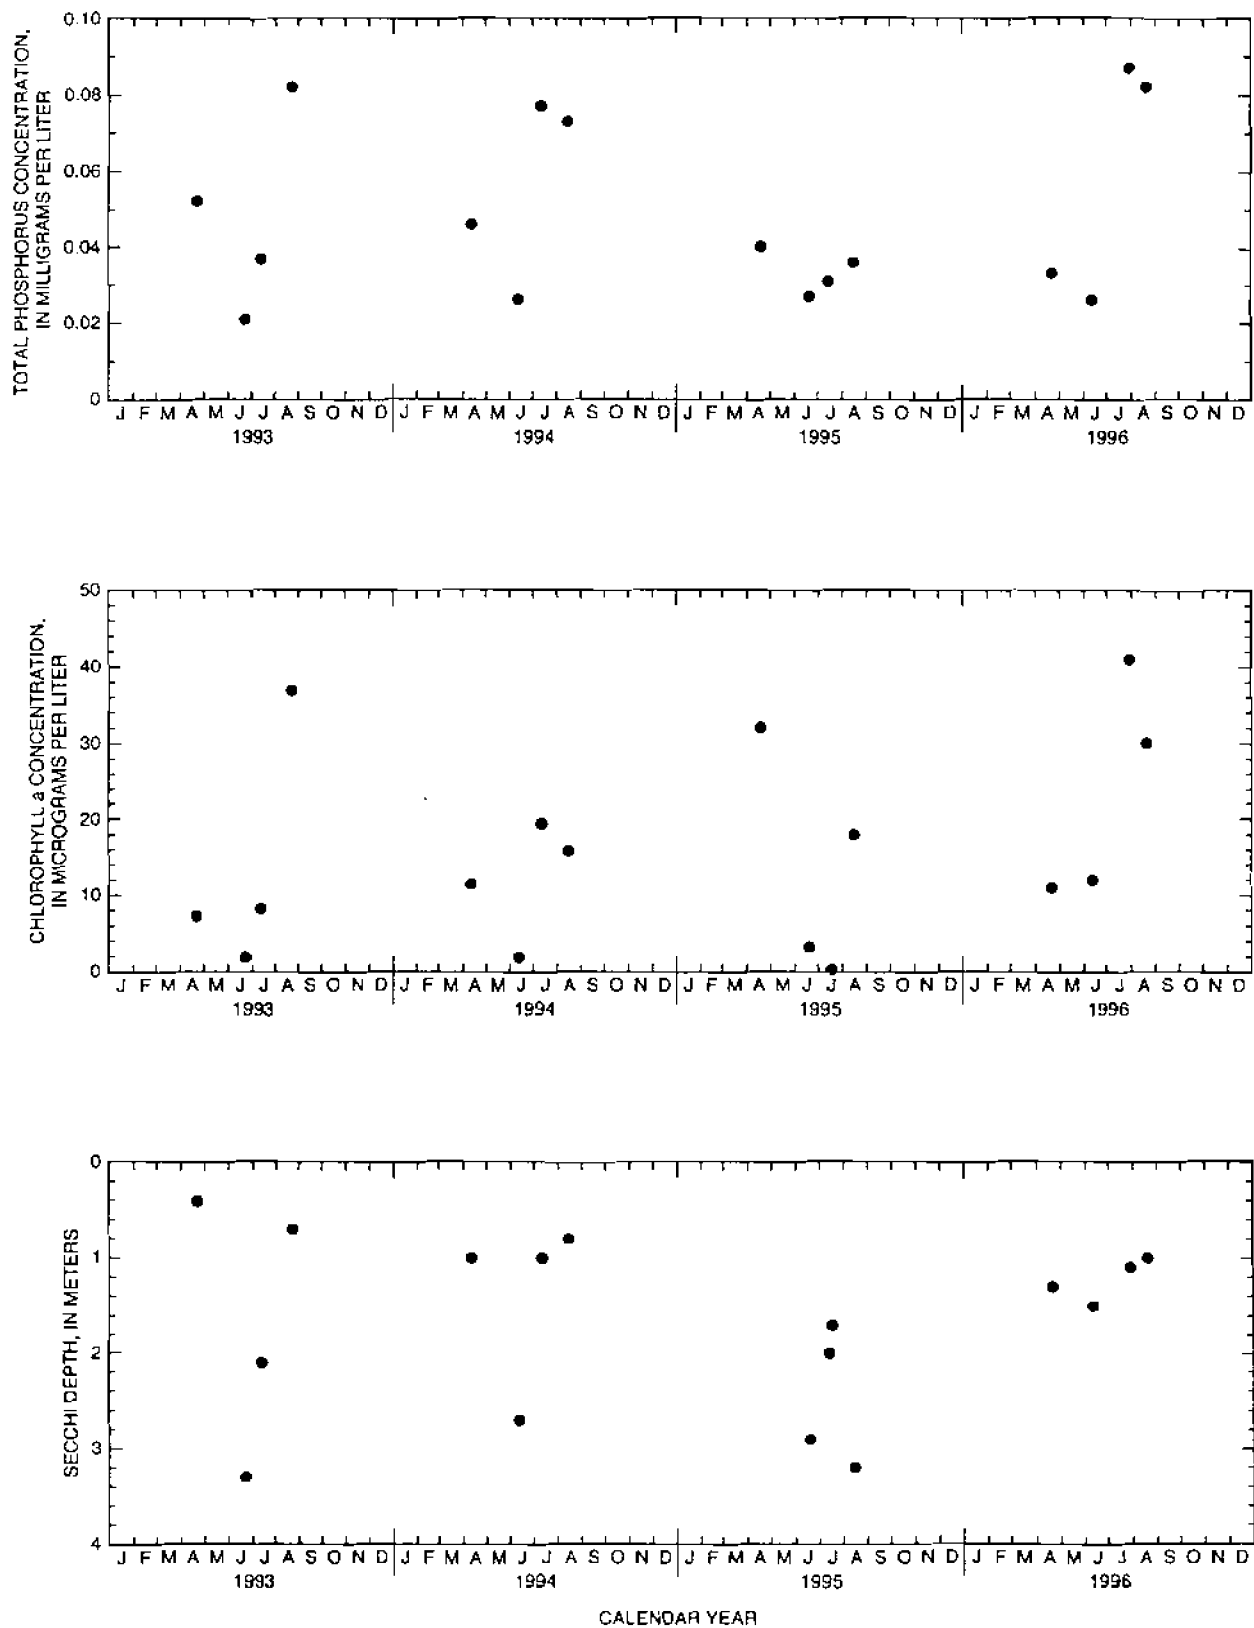 TOTAL PHOSPHORUS CONCENTRATION,
IN MILLIGRAMS PER LITER
0.10
0.08
0.06
0.04
0.02
0
J F M A M J J A S O N D J F M A M J J A S O N D J F M A M J J A S O N D J F M A M J J A S O N D
1993 1994 1995 1996
CHLOROPHYLL a CONCENTRATION,
IN MICROGRAMS PER LITER
50
40
30
20
10
0
J F M A M J J A S O N D J F M A M J J A S O N D J F M A M J J A S O N D J F M A M J J A S O N D
1993 1994 1995 1996
SECCHI DEPTH, IN METERS
0
1
2
3
4
J F M A M J J A S O N D J F M A M J J A S O N D J F M A M J J A S O N D J F M A M J J A S O N D
1993 1994 1995 1996
CALENDAR YEAR